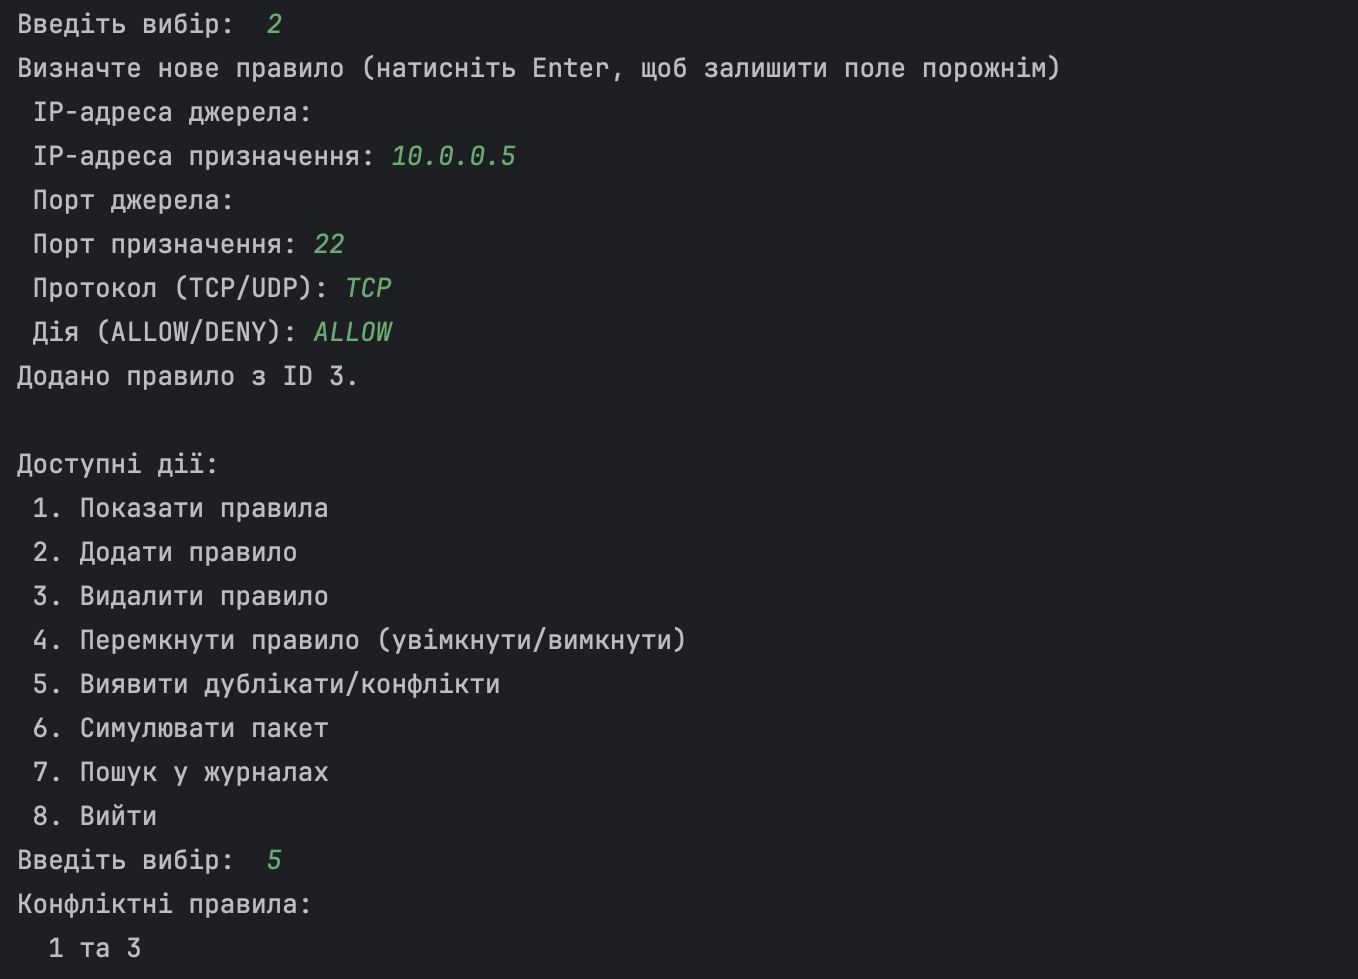 Введіть вибір:  2
Визначте нове правило (натисніть Enter, щоб залишити поле порожнім)
 IP-адреса джерела:
 IP-адреса призначення: 10.0.0.5
 Порт джерела:
 Порт призначення: 22
 Протокол (TCP/UDP): TCP
 Дія (ALLOW/DENY): ALLOW
Додано правило з ID 3.
Доступні дії:
 1. Показати правила
 2. Додати правило
 3. Видалити правило
 4. Перемкнути правило (увімкнути/вимкнути)
 5. Виявити дублікати/конфлікти
 6. Симулювати пакет
 7. Пошук у журналах
 8. Вийти
Введіть вибір:  5
Конфліктні правила:
  1 та 3